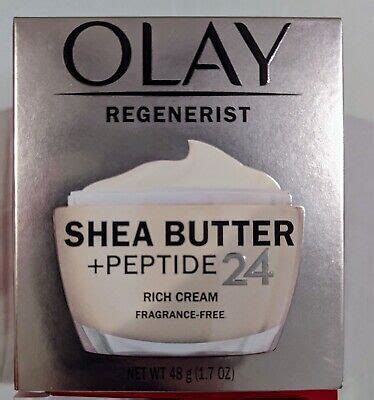 OLAY
REGENERIST
SHEA BUTTER
+PEPTIDE 24
RICH CREAM
FRAGRANCE-FREE
NET WT 48 g (1.7 OZ)